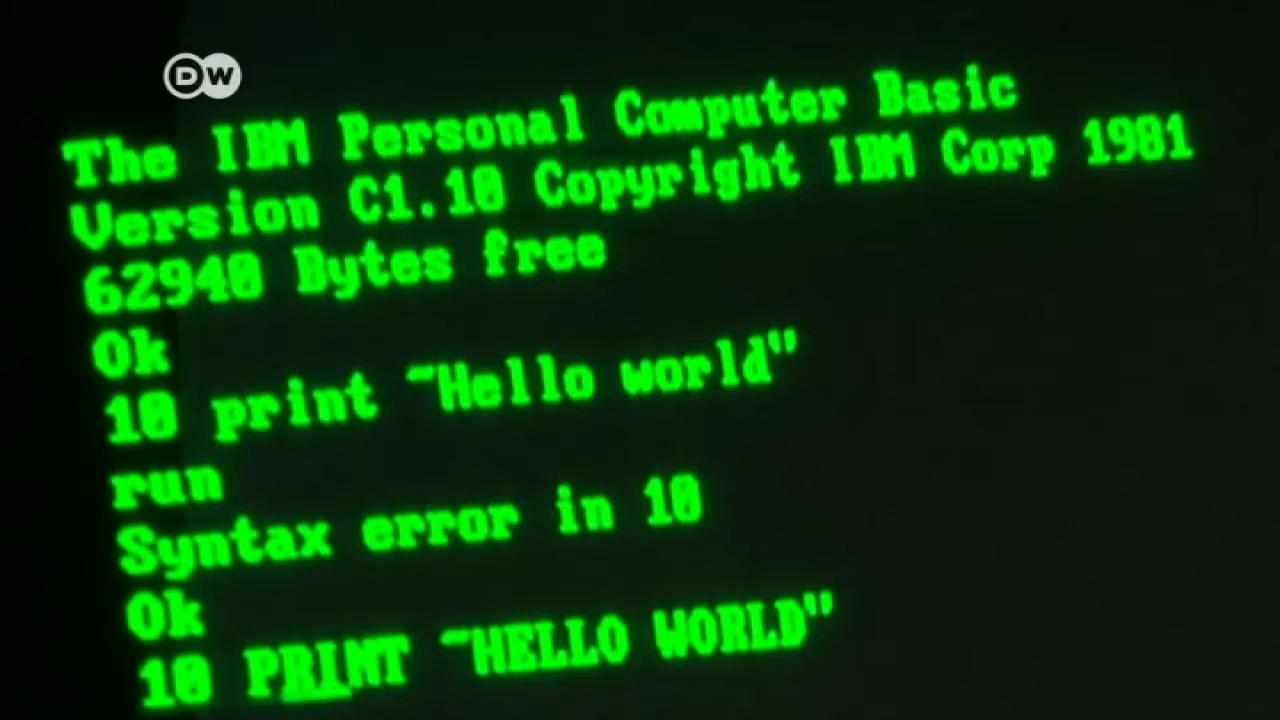 DW
The IBM Personal Computer Basic
Version C1.10 Copyright IBM Corp 1981
62940 Bytes free
Ok
10 print ~Hello world"
run
Syntax error in 10
Ok
10 PRINT ~HELLO WORLD"